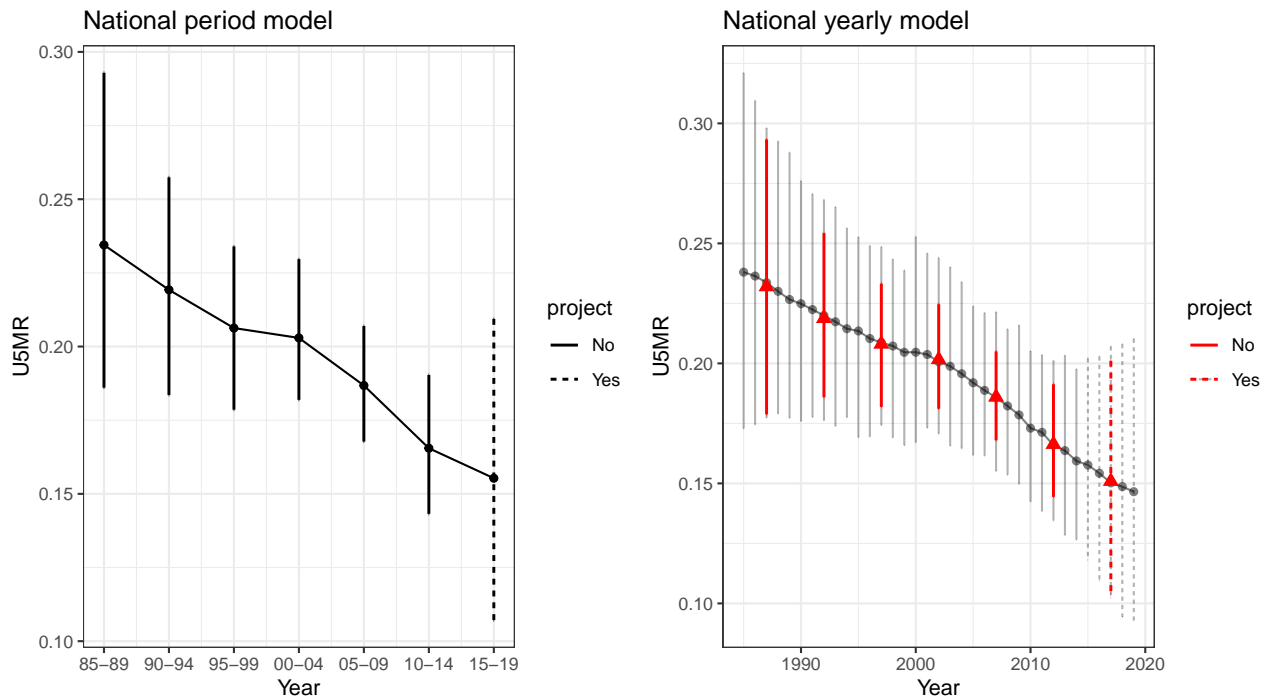 National period model
0.30
0.25
0.20
0.15
0.10
U5MR
85–89 90–94 95–99 00–04 05–09 10–14 15–19
Year
project
No
Yes
National yearly model
0.30
0.25
0.20
0.15
0.10
U5MR
1990 2000 2010 2020
Year
project
No
Yes